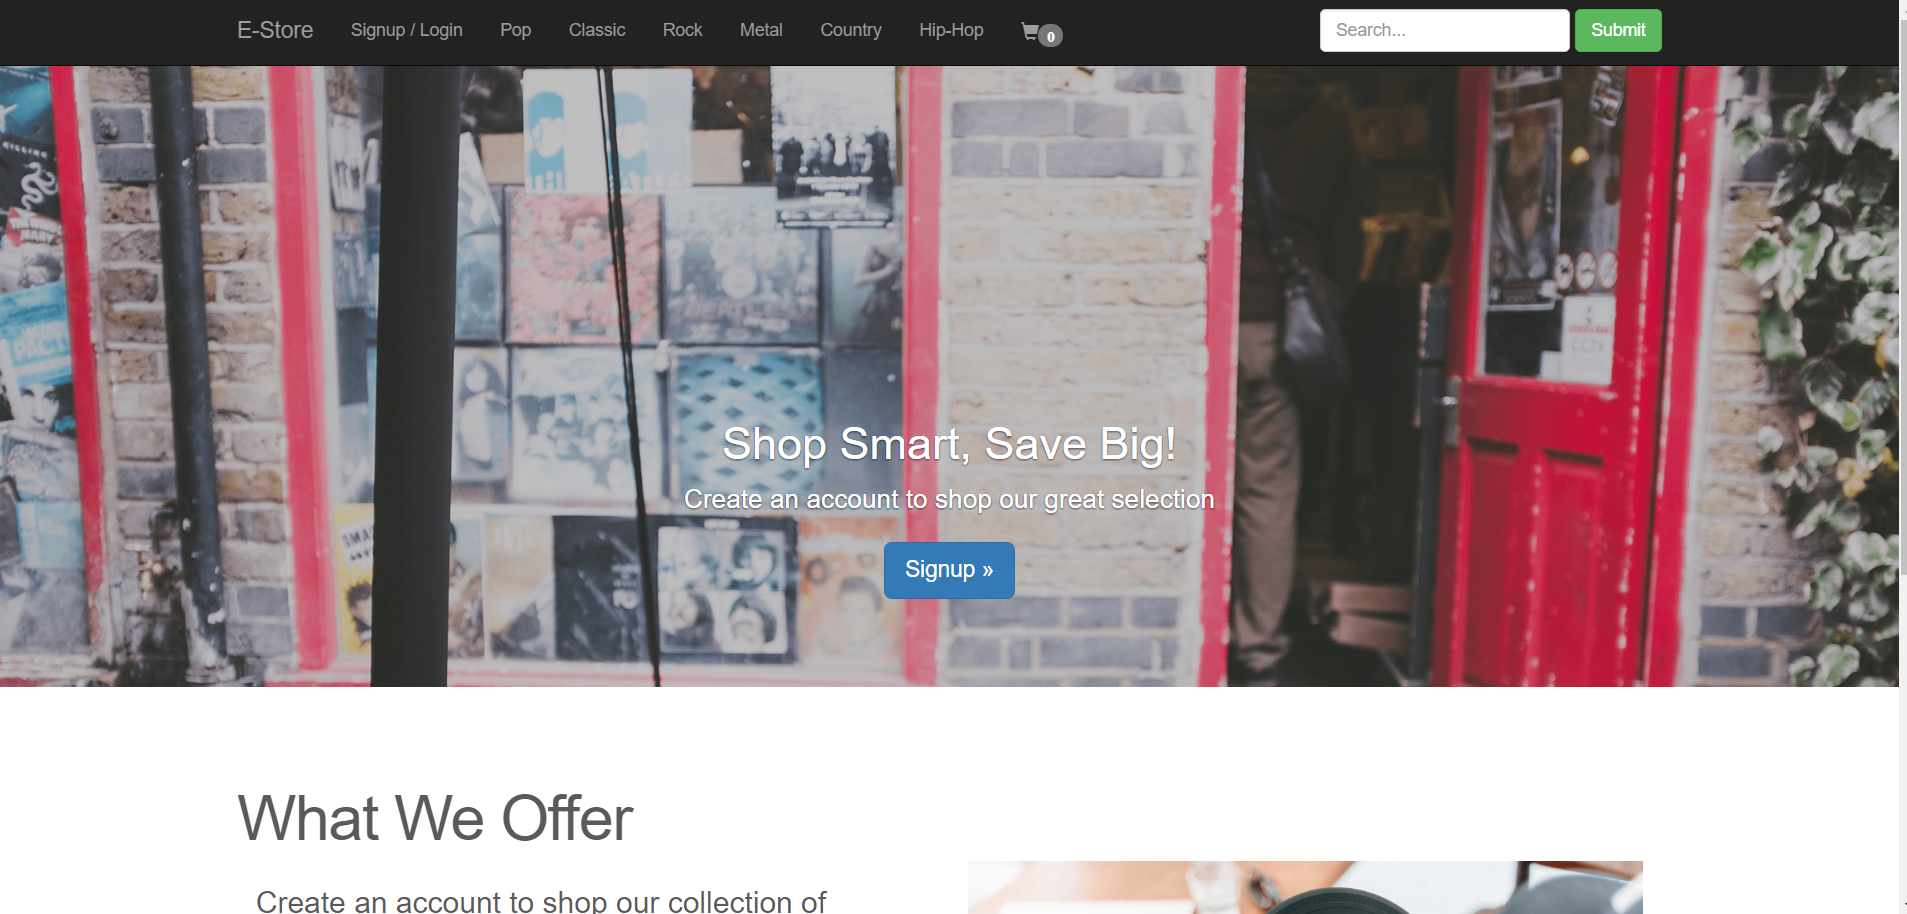 E-Store Signup / Login Pop Classic Rock Metal Country Hip-Hop 0 Search... Submit
Shop Smart, Save Big!
Create an account to shop our great selection
Signup »
What We Offer
Create an account to shop our collection of